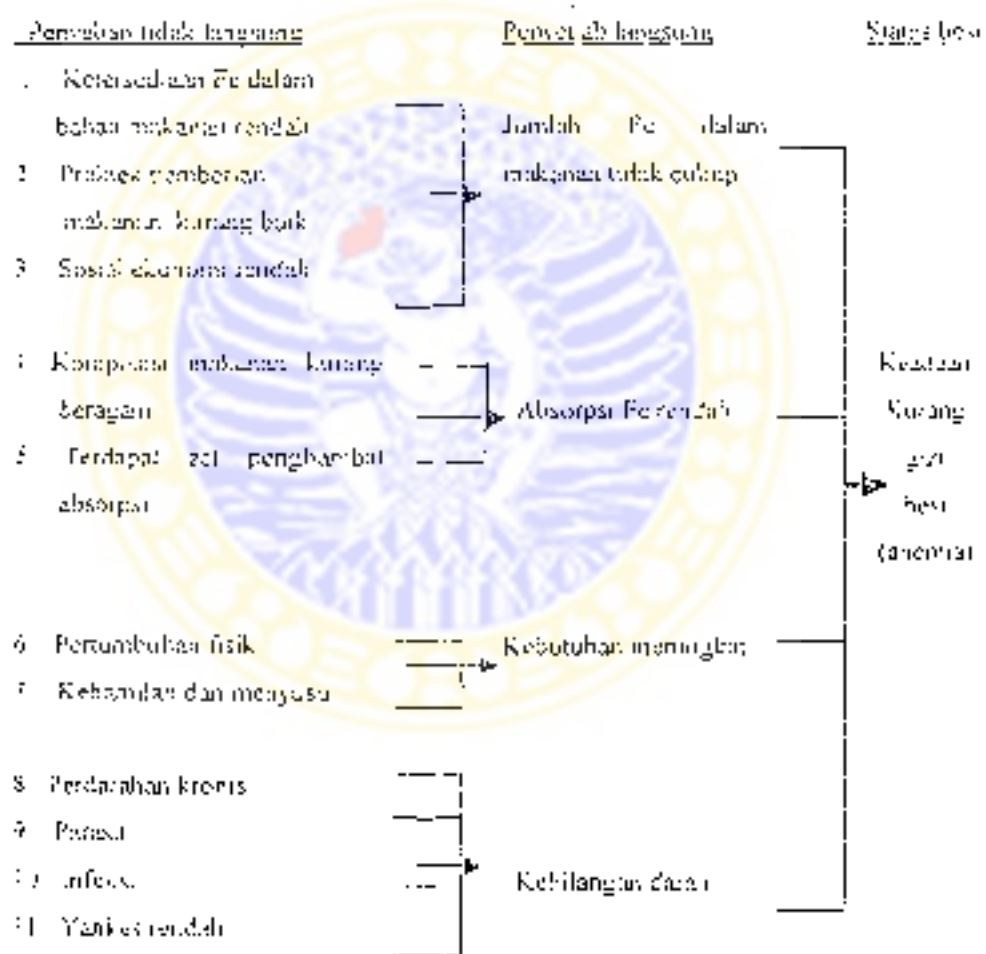 Penyebab tidak langsung
Penyebab langsung
Status besi
1. Ketersediaan Fe dalam
bahan makanan rendah
2 Praktek pemberian
makanan kurang baik
3 Sosial ekonomi rendah
Jumlah Fe dalam
makanan tidak cukup
4 Komposisi makanan kurang
beragam
5 Terdapat zat penghambat
absorpsi
Absorpsi Fe rendah
Keadaan
Kurang
gizi
besi
(anemia)
6 Pertumbuhan fisik
7 Kehamilan dan menyusui
Kebutuhan meningkat
8 Perdarahan kronis
9 Parasit
10 Infeksi
11 Yankes rendah
Kehilangan darah